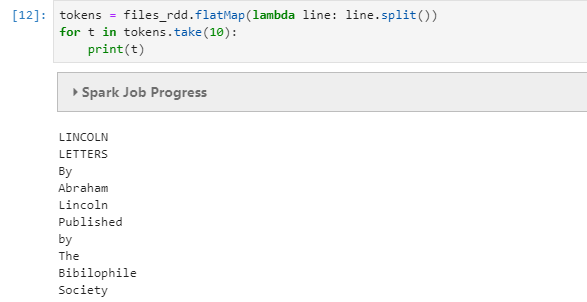 [12]: tokens = files_rdd.flatMap(lambda line: line.split())
for t in tokens.take(10):
    print(t)
Spark Job Progress
LINCOLN
LETTERS
By
Abraham
Lincoln
Published
by
The
Bibilophile
Society